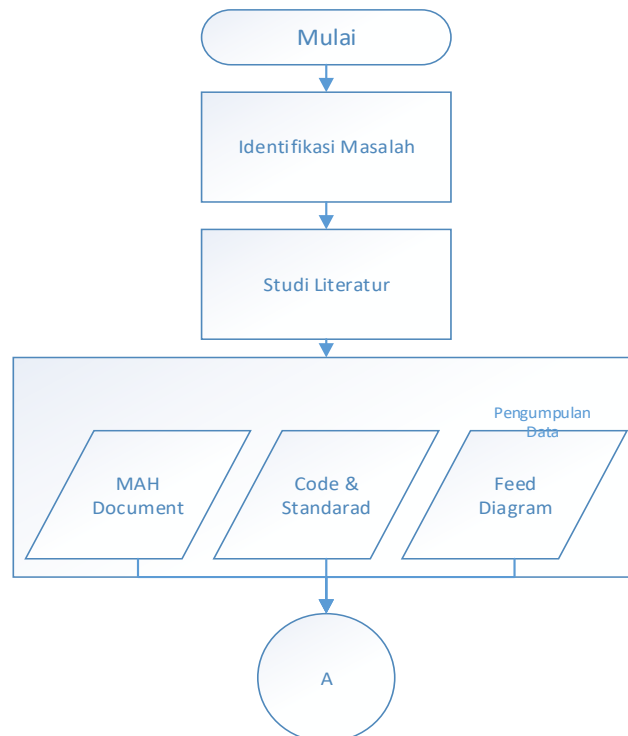 Mulai
Identifikasi Masalah
Studi Literatur
Pengumpulan
Data
MAH
Document
Code &
Standarad
Feed
Diagram
A